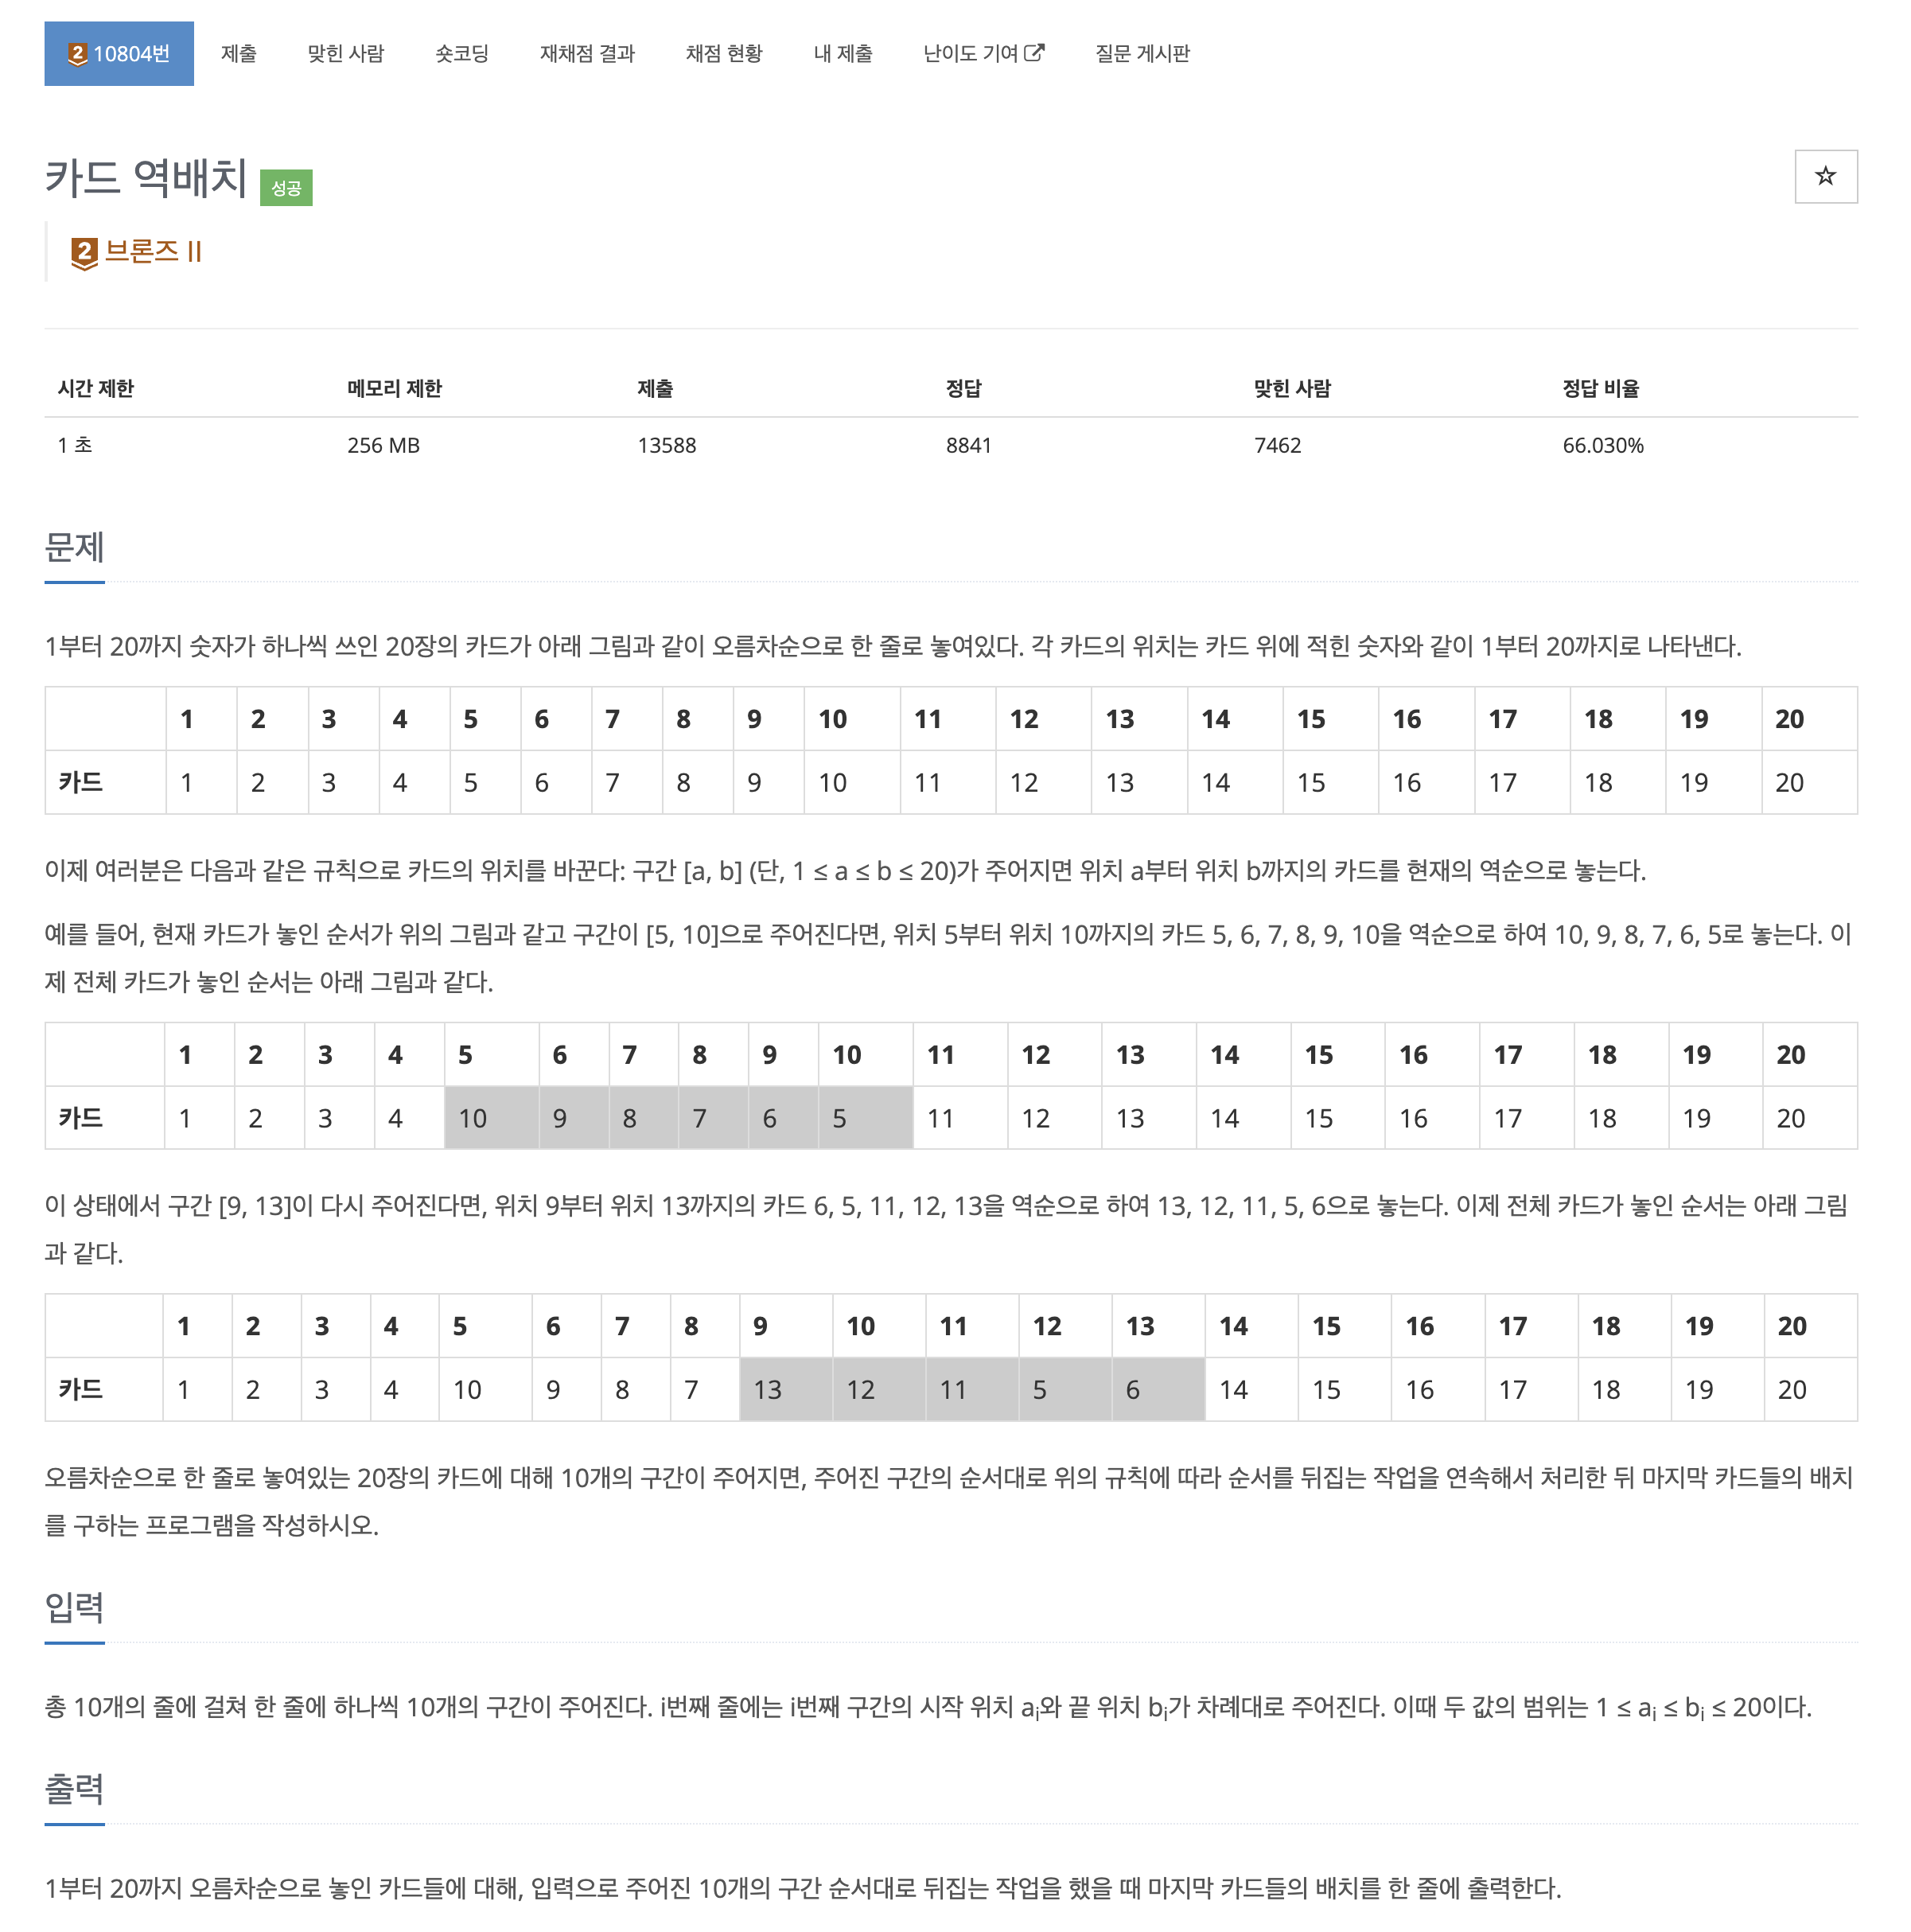 2 10804번 제출 맞힌 사람 숏코딩 재채점 결과 채점 현황 내 제출 난이도 기여 질문 게시판
카드 역배치 성공
2 브론즈 II
시간 제한 메모리 제한 제출 정답 맞힌 사람 정답 비율
1 초 256 MB 13588 8841 7462 66.030%
문제
1부터 20까지 숫자가 하나씩 쓰인 20장의 카드가 아래 그림과 같이 오름차순으로 한 줄로 놓여있다. 각 카드의 위치는 카드 위에 적힌 숫자와 같이 1부터 20까지로 나타낸다.
1 2 3 4 5 6 7 8 9 10 11 12 13 14 15 16 17 18 19 20
카드 1 2 3 4 5 6 7 8 9 10 11 12 13 14 15 16 17 18 19 20
이제 여러분은 다음과 같은 규칙으로 카드의 위치를 바꾼다: 구간 [a, b] (단, 1 ≤ a ≤ b ≤ 20)가 주어지면 위치 a부터 위치 b까지의 카드를 현재의 역순으로 놓는다.
예를 들어, 현재 카드가 놓인 순서가 위의 그림과 같고 구간이 [5, 10]으로 주어진다면, 위치 5부터 위치 10까지의 카드 5, 6, 7, 8, 9, 10을 역순으로 하여 10, 9, 8, 7, 6, 5로 놓는다. 이
제 전체 카드가 놓인 순서는 아래 그림과 같다.
1 2 3 4 5 6 7 8 9 10 11 12 13 14 15 16 17 18 19 20
카드 1 2 3 4 10 9 8 7 6 5 11 12 13 14 15 16 17 18 19 20
이 상태에서 구간 [9, 13]이 다시 주어진다면, 위치 9부터 위치 13까지의 카드 6, 5, 11, 12, 13을 역순으로 하여 13, 12, 11, 5, 6으로 놓는다. 이제 전체 카드가 놓인 순서는 아래 그림
과 같다.
1 2 3 4 5 6 7 8 9 10 11 12 13 14 15 16 17 18 19 20
카드 1 2 3 4 10 9 8 7 13 12 11 5 6 14 15 16 17 18 19 20
오름차순으로 한 줄로 놓여있는 20장의 카드에 대해 10개의 구간이 주어지면, 주어진 구간의 순서대로 위의 규칙에 따라 순서를 뒤집는 작업을 연속해서 처리한 뒤 마지막 카드들의 배치
를 구하는 프로그램을 작성하시오.
입력
총 10개의 줄에 걸쳐 한 줄에 하나씩 10개의 구간이 주어진다. i번째 줄에는 i번째 구간의 시작 위치 ai와 끝 위치 bi가 차례대로 주어진다. 이때 두 값의 범위는 1 ≤ ai ≤ bi ≤ 20이다.
출력
1부터 20까지 오름차순으로 놓인 카드들에 대해, 입력으로 주어진 10개의 구간 순서대로 뒤집는 작업을 했을 때 마지막 카드들의 배치를 한 줄에 출력한다.